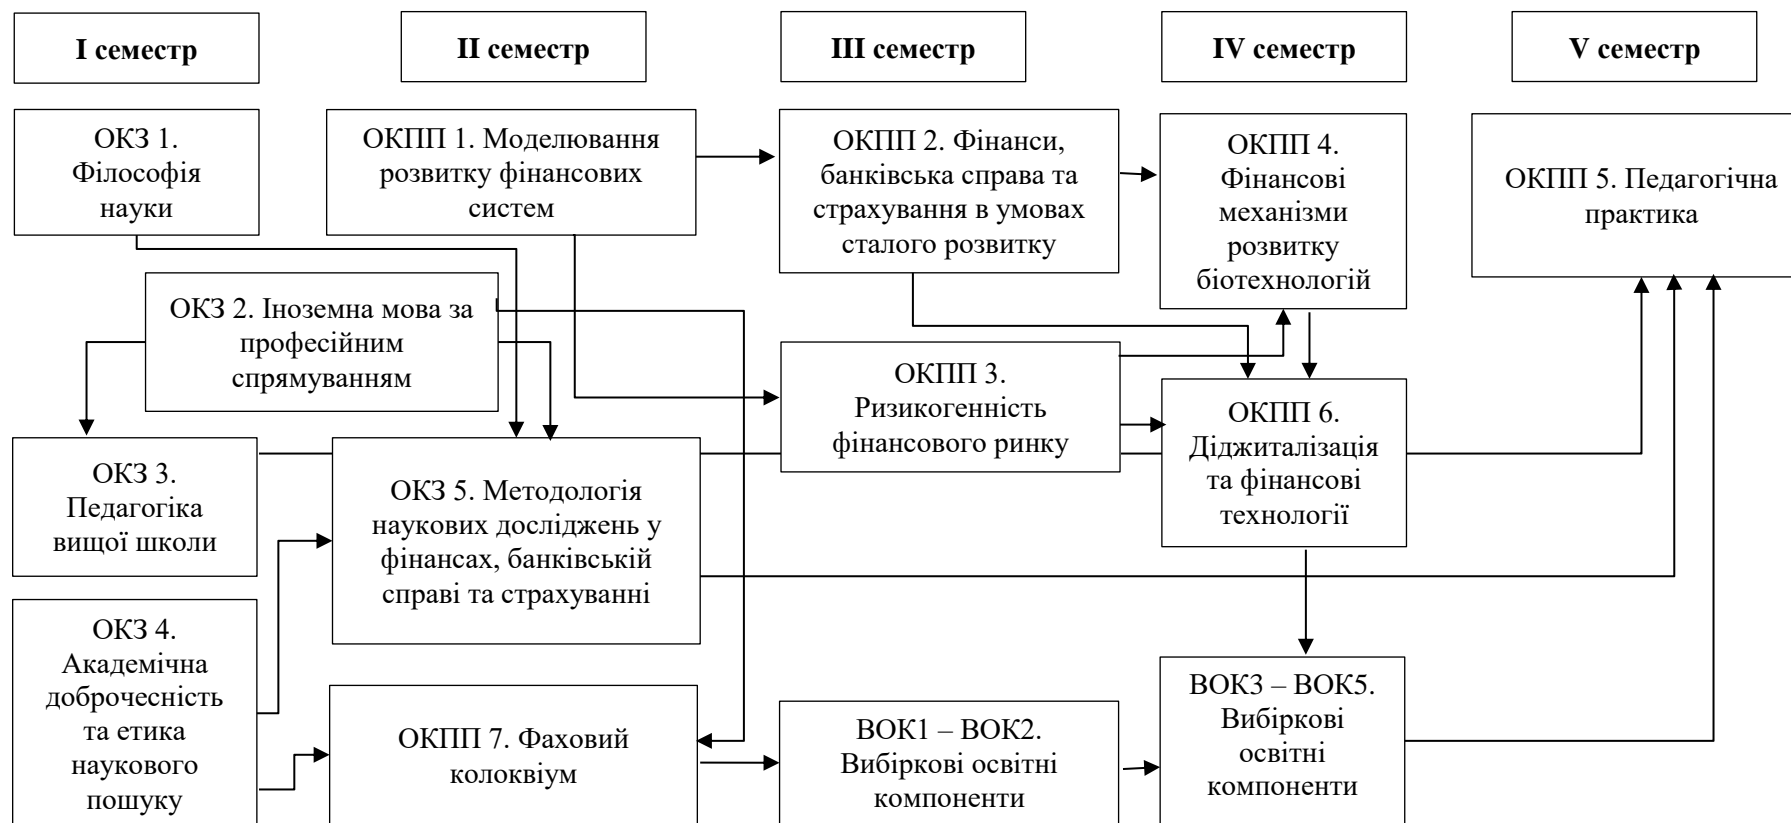 I семестр
II семестр
III семестр
IV семестр
V семестр
ОКЗ 1.
Філософія
науки
ОКПП 1. Моделювання
розвитку фінансових
систем
ОКПП 2. Фінанси,
банківська справа та
страхування в умовах
сталого розвитку
ОКПП 4.
Фінансові
механізми
розвитку
біотехнологій
ОКПП 5. Педагогічна
практика
ОКЗ 2. Іноземна мова за
професійним
спрямуванням
ОКПП 3.
Ризикогенність
фінансового ринку
ОКПП 6.
Діджиталізація
та фінансові
технології
ОКЗ 3.
Педагогіка
вищої школи
ОКЗ 5. Методологія
наукових досліджень у
фінансах, банківській
справі та страхуванні
ОКЗ 4.
Академічна
доброчесність
та етика
наукового
пошуку
ОКПП 7. Фаховий
колоквіум
ВОК1 – ВОК2.
Вибіркові освітні
компоненти
ВОК3 – ВОК5.
Вибіркові
освітні
компоненти